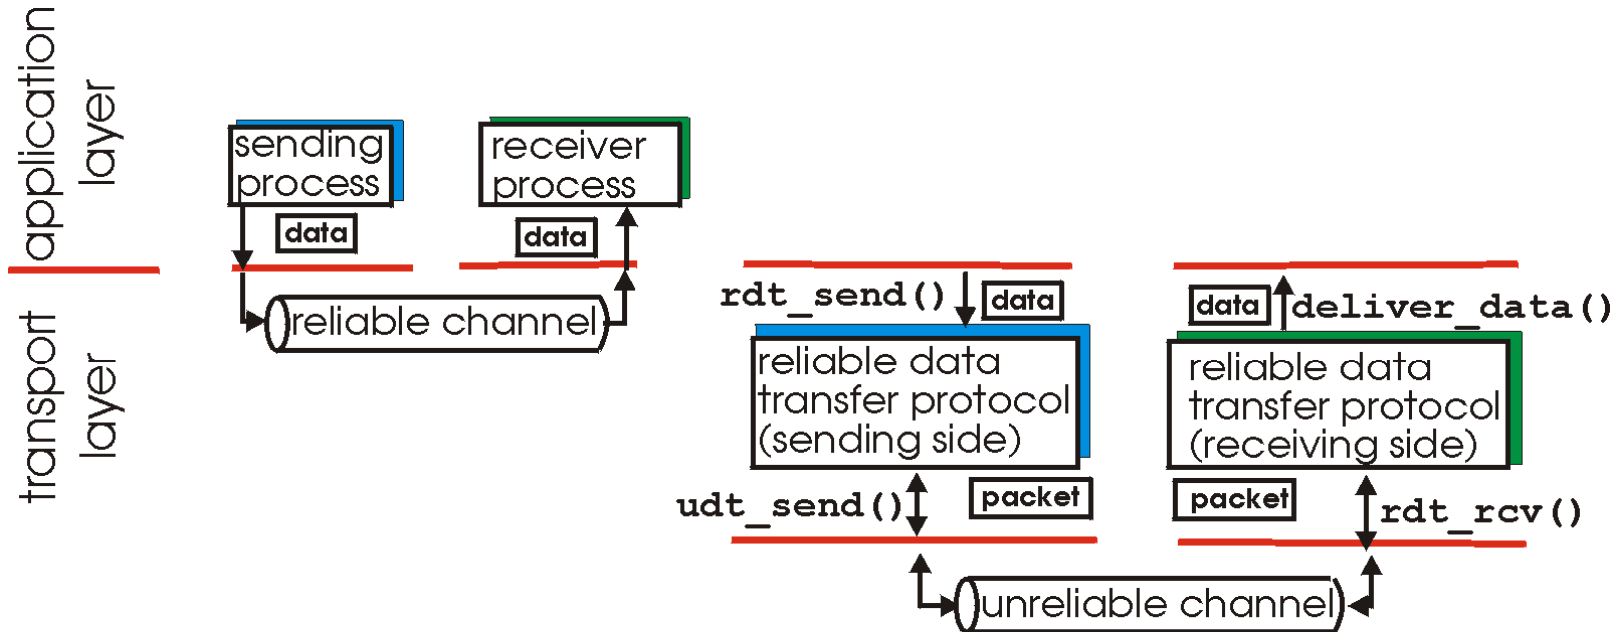 application
layer
transport
layer
sending
process
data
receiver
process
data
reliable channel
rdt_send()
data
reliable data
transfer protocol
(sending side)
udt_send()
packet
data
deliver_data()
reliable data
transfer protocol
(receiving side)
packet
rdt_rcv()
unreliable channel